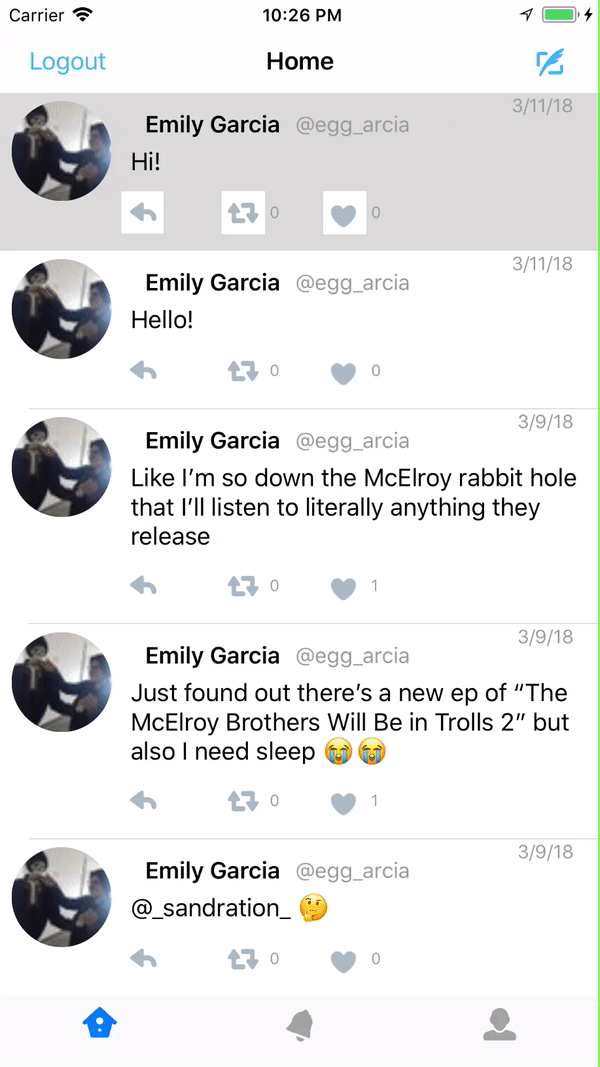 Carrier 10:26 PM
Logout Home
3/11/18
Emily Garcia @egg_arcia
Hi!
0 0
3/11/18
Emily Garcia @egg_arcia
Hello!
0 0
3/9/18
Emily Garcia @egg_arcia
Like I’m so down the McElroy rabbit hole
that I’ll listen to literally anything they
release
0 1
3/9/18
Emily Garcia @egg_arcia
Just found out there’s a new ep of “The
McElroy Brothers Will Be in Trolls 2” but
also I need sleep 😭😭
0 1
3/9/18
Emily Garcia @egg_arcia
@_sandration_ 🤔
0 0